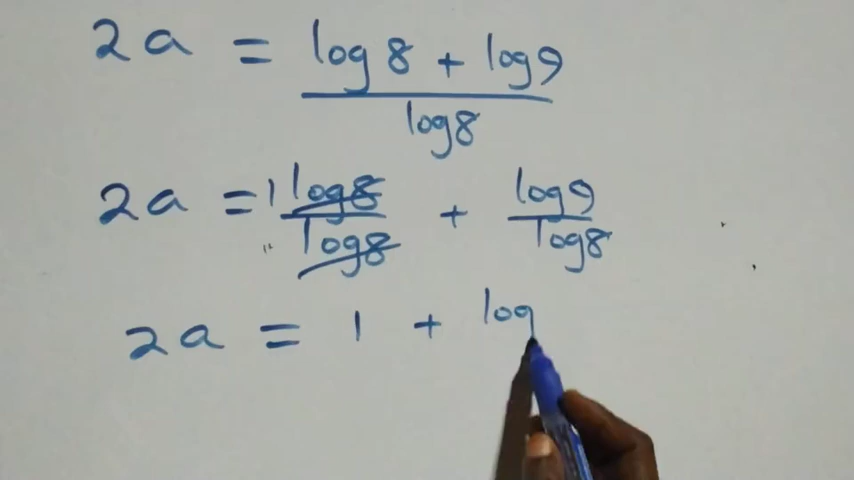 2a = log 8 + log 9
log 8
2a = 1 log 8 + log 9
log 8 log 8
2a = 1 + log